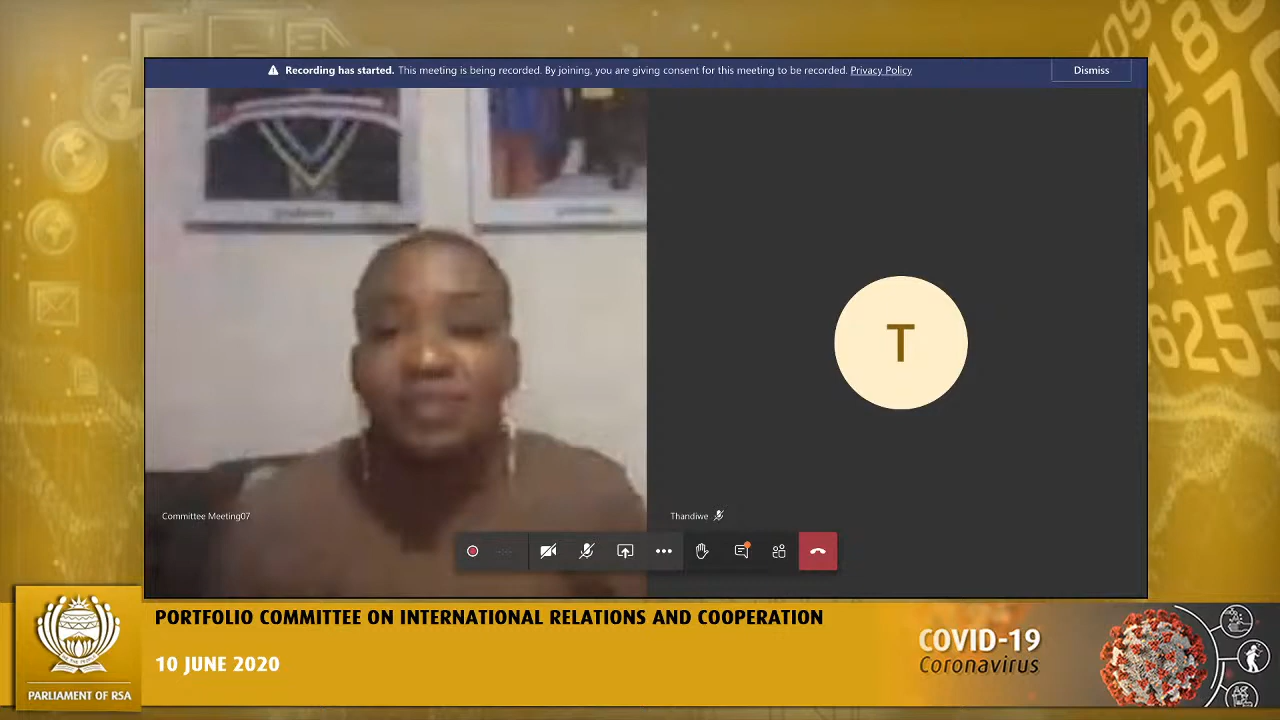 Recording has started. This meeting is being recorded. By joining, you are giving consent for this meeting to be recorded. Privacy Policy
Dismiss
T
Committee Meeting07
Thandiwe
PORTFOLIO COMMITTEE ON INTERNATIONAL RELATIONS AND COOPERATION
10 JUNE 2020
PARLIAMENT OF RSA
COVID-19
Coronavirus